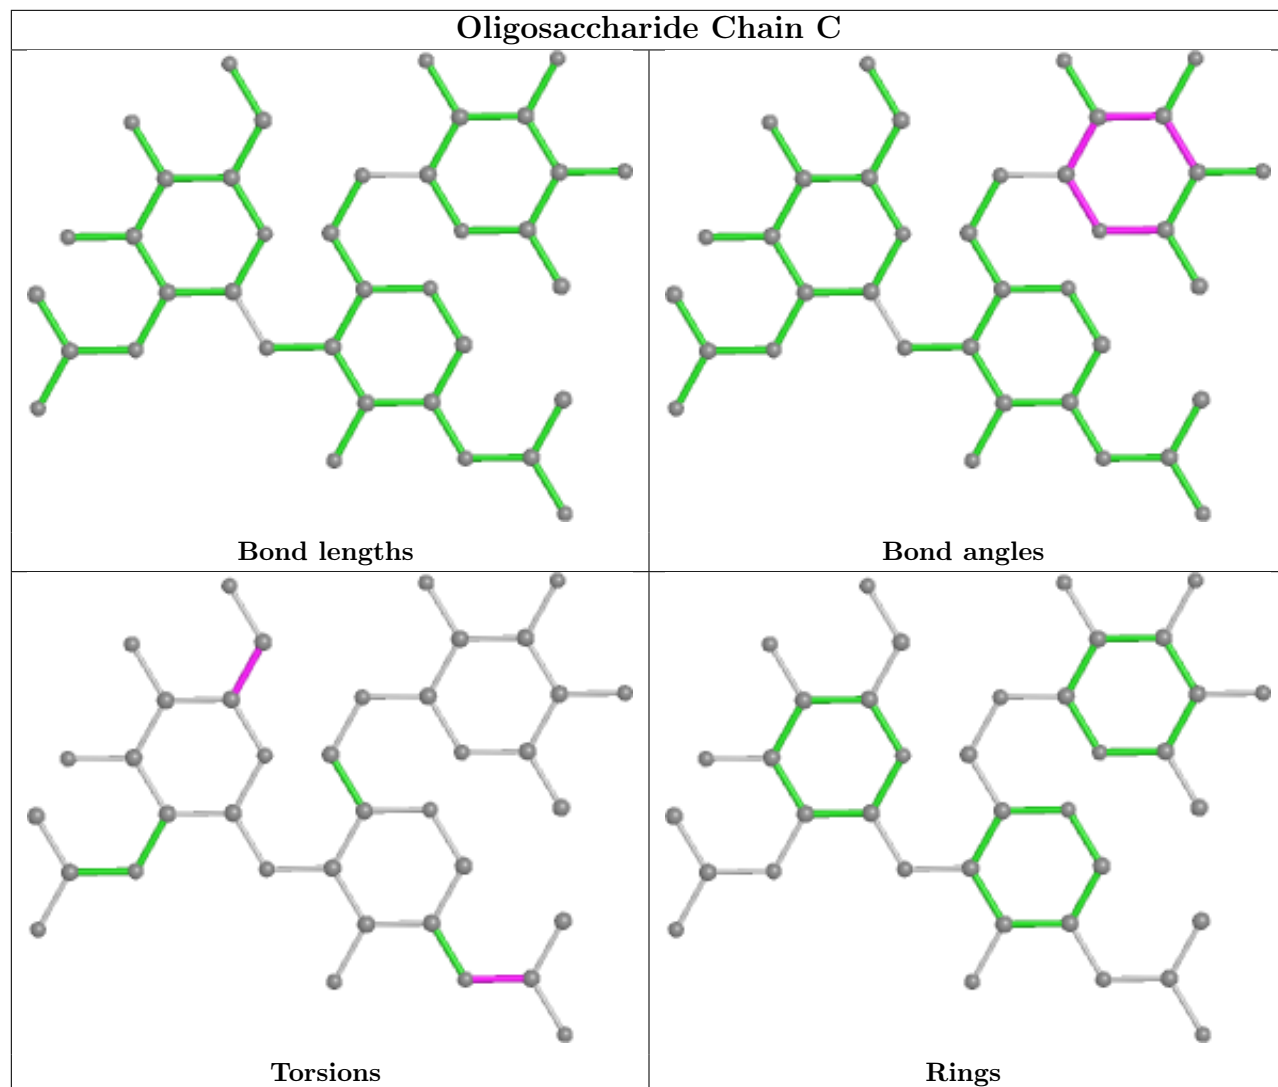 Oligosaccharide Chain C
Bond lengths
Bond angles
Torsions
Rings